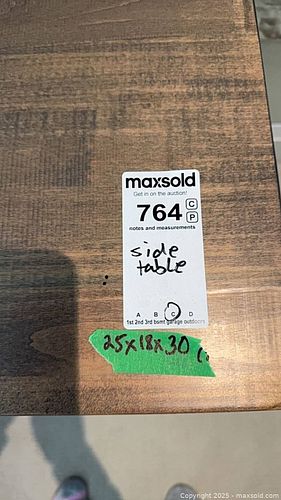 maxsold
Get in on the auction!
764 C P
notes and measurements
side
table
A B C D
1st 2nd 3rd bsmt garage outdoors
25x18x30
Copyright 2025 - maxsold.com